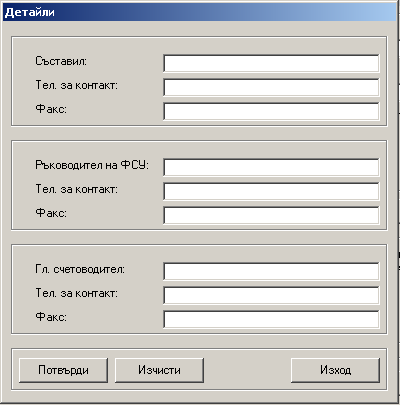 Детайли
Съставил:
Тел. за контакт:
Факс:
Ръководител на ФСУ:
Тел. за контакт:
Факс:
Гл. счетоводител:
Тел. за контакт:
Факс:
Потвърди Изчисти Изход